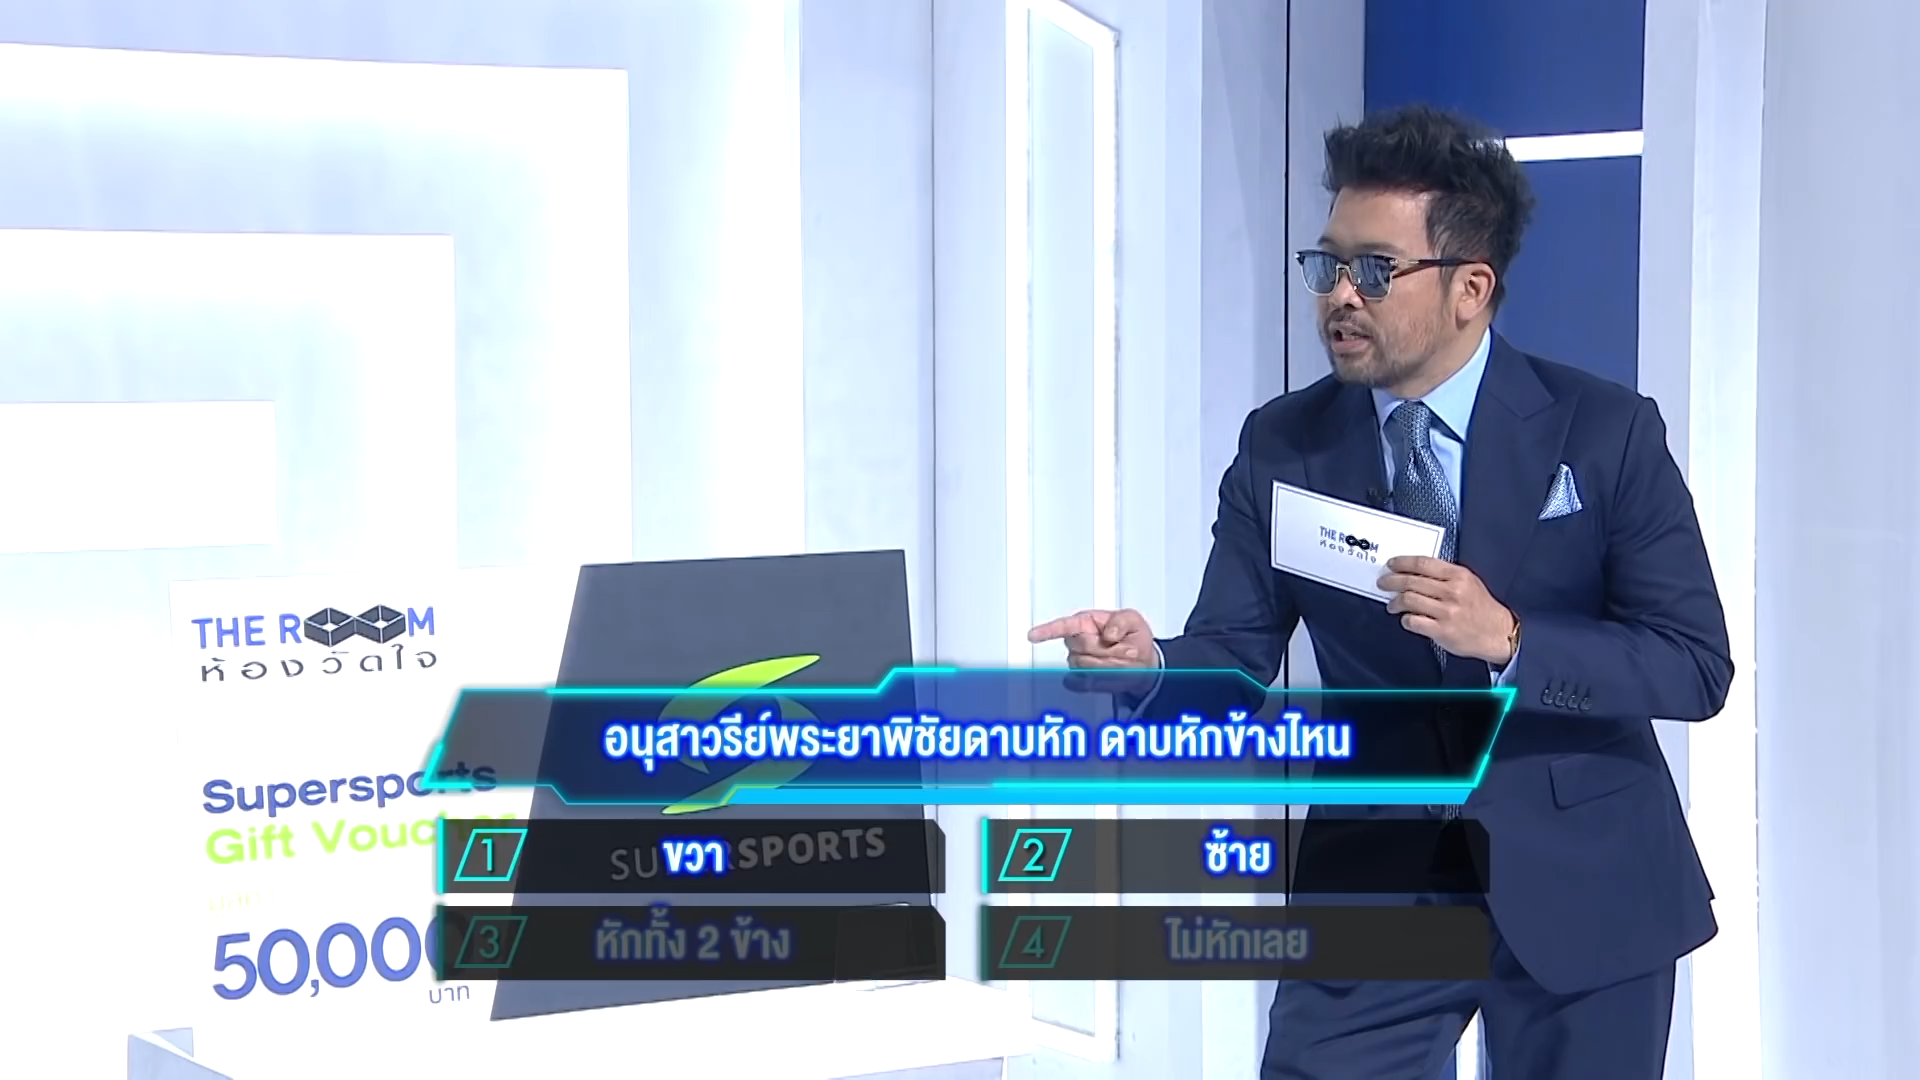 THE ROOM
ห้องวัดใจ
THE ROOM
ห้องวัดใจ
อนุสาวรีย์พระยาพิชัยดาบหัก ดาบหักข้างไหน
Supersports
Gift Voucher
SUPERSPORTS
1 ขวา
2 ซ้าย
3 หักทั้ง 2 ข้าง
4 ไม่หักเลย
50,000
บาท